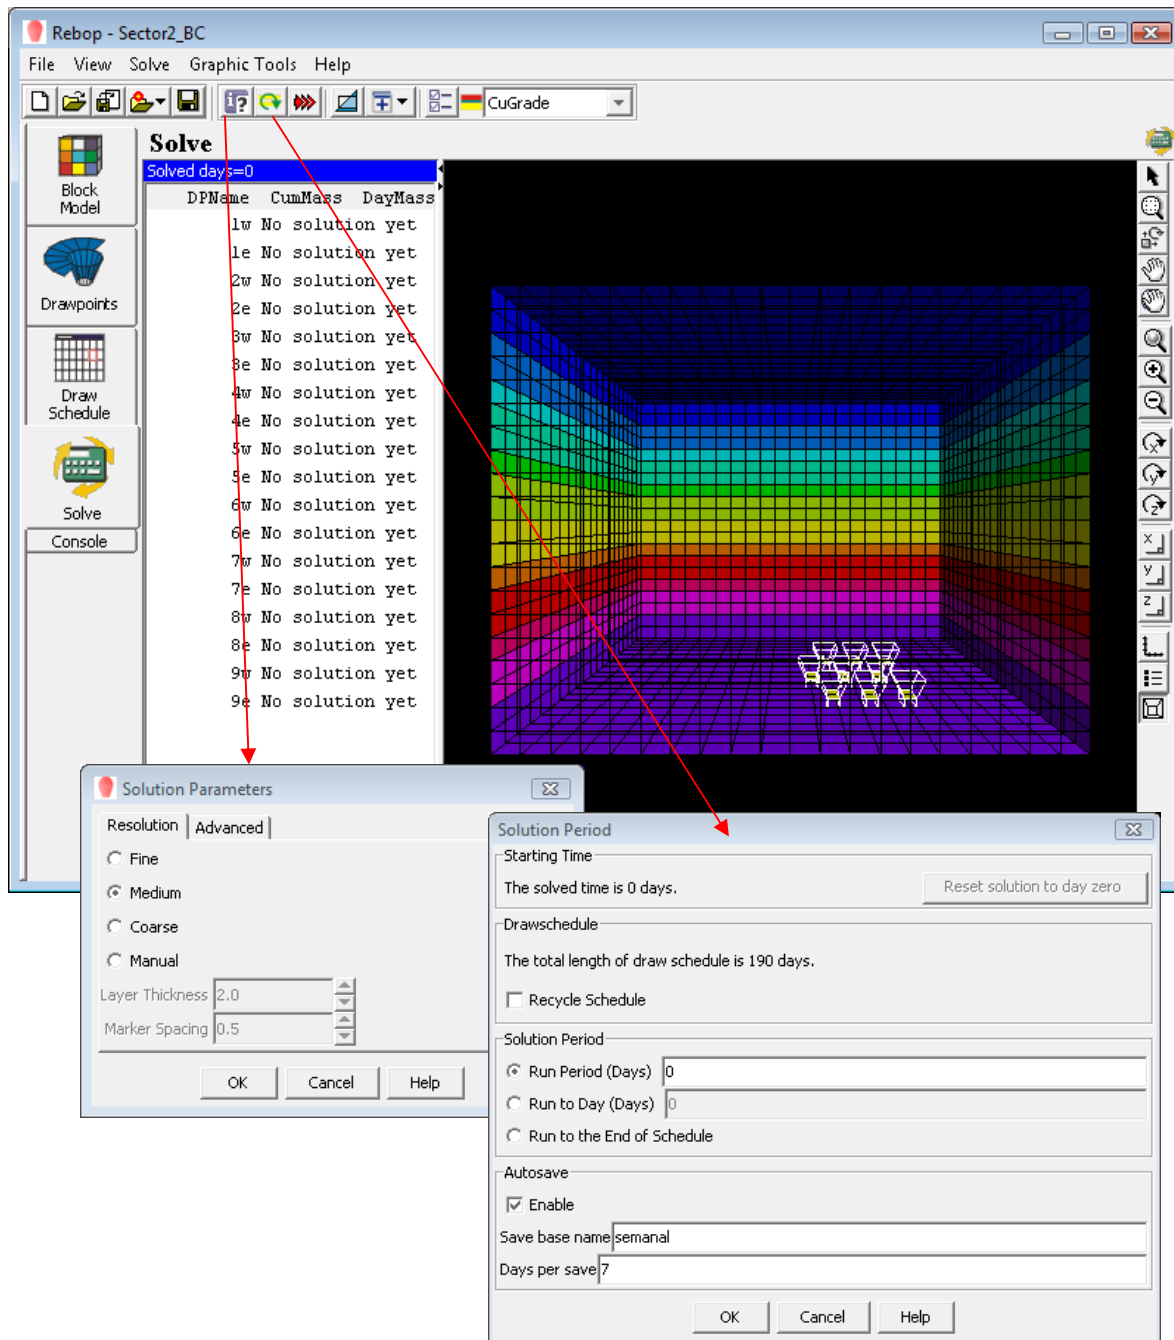 Rebop - Sector2_BC
File View Solve Graphic Tools Help
i? CuGrade
Solve
Block
Model
Drawpoints
Draw
Schedule
Solve
Console
Solved days=0
DPName CumMass DayMass
1w No solution yet
1e No solution yet
2w No solution yet
2e No solution yet
3w No solution yet
3e No solution yet
4w No solution yet
4e No solution yet
5w No solution yet
5e No solution yet
6w No solution yet
6e No solution yet
7w No solution yet
7e No solution yet
8w No solution yet
8e No solution yet
9w No solution yet
9e No solution yet
x
y
z
x
y
z
Solution Parameters
Resolution Advanced
Fine
Medium
Coarse
Manual
Layer Thickness 2.0
Marker Spacing 0.5
OK Cancel Help
Solution Period
Starting Time
The solved time is 0 days. Reset solution to day zero
Drawschedule
The total length of draw schedule is 190 days.
Recycle Schedule
Solution Period
Run Period (Days) 0
Run to Day (Days) 0
Run to the End of Schedule
Autosave
Enable
Save base name semanal
Days per save 7
OK Cancel Help